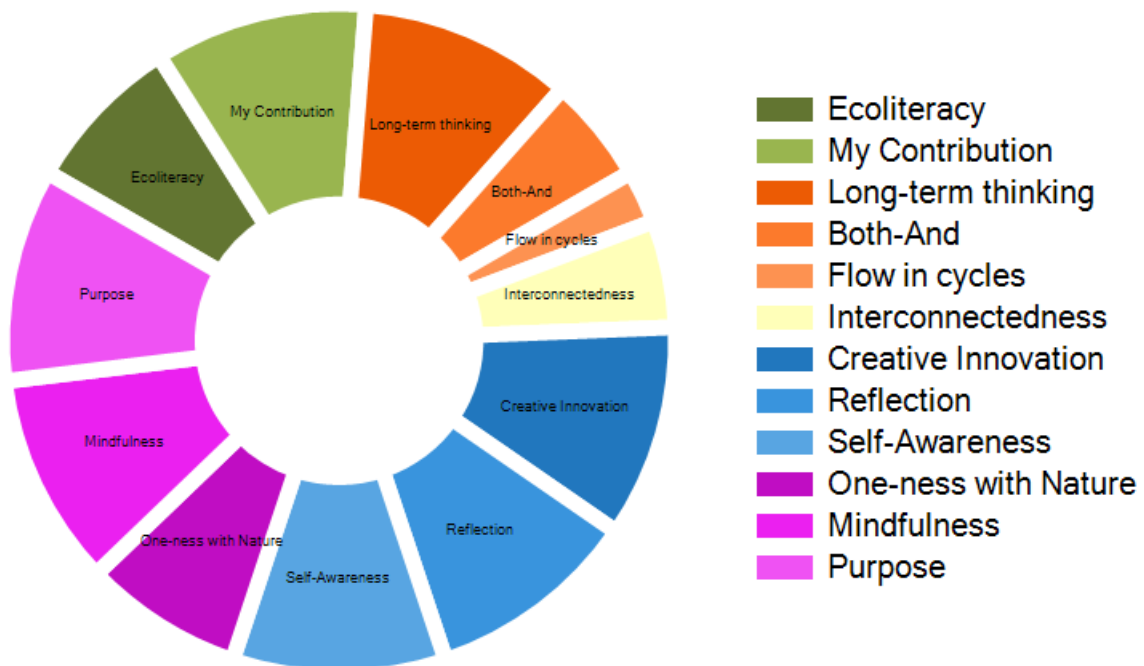 My Contribution
Long-term thinking
Ecoliteracy
Both-And
Flow in cycles
Purpose
Interconnectedness
Creative Innovation
Mindfulness
Reflection
One-ness with Nature
Self-Awareness
Ecoliteracy
My Contribution
Long-term thinking
Both-And
Flow in cycles
Interconnectedness
Creative Innovation
Reflection
Self-Awareness
One-ness with Nature
Mindfulness
Purpose